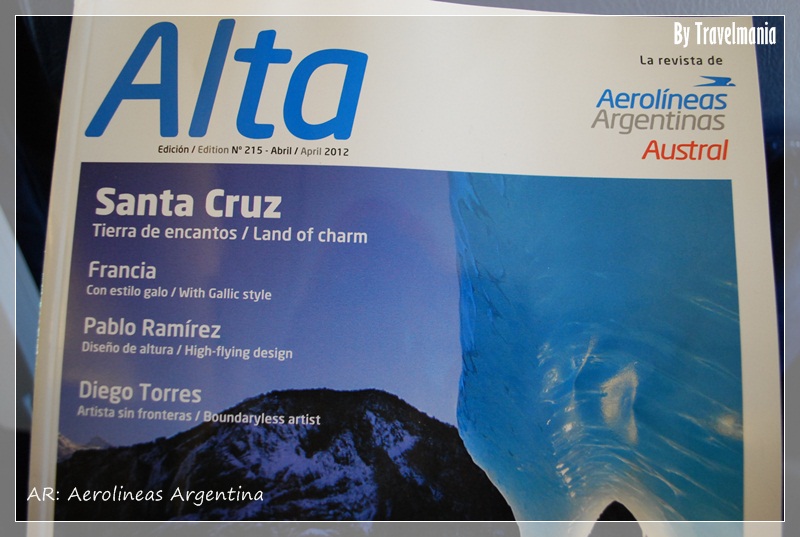 By Travelmania
Alta
La revista de
Aerolíneas
Argentinas
Austral
Edición / Edition Nº 215 - Abril / April 2012
Santa Cruz
Tierra de encantos / Land of charm
Francia
Con estilo galo / With Gallic style
Pablo Ramírez
Diseño de altura / High-flying design
Diego Torres
Artista sin fronteras / Boundaryless artist
AR: Aerolineas Argentina